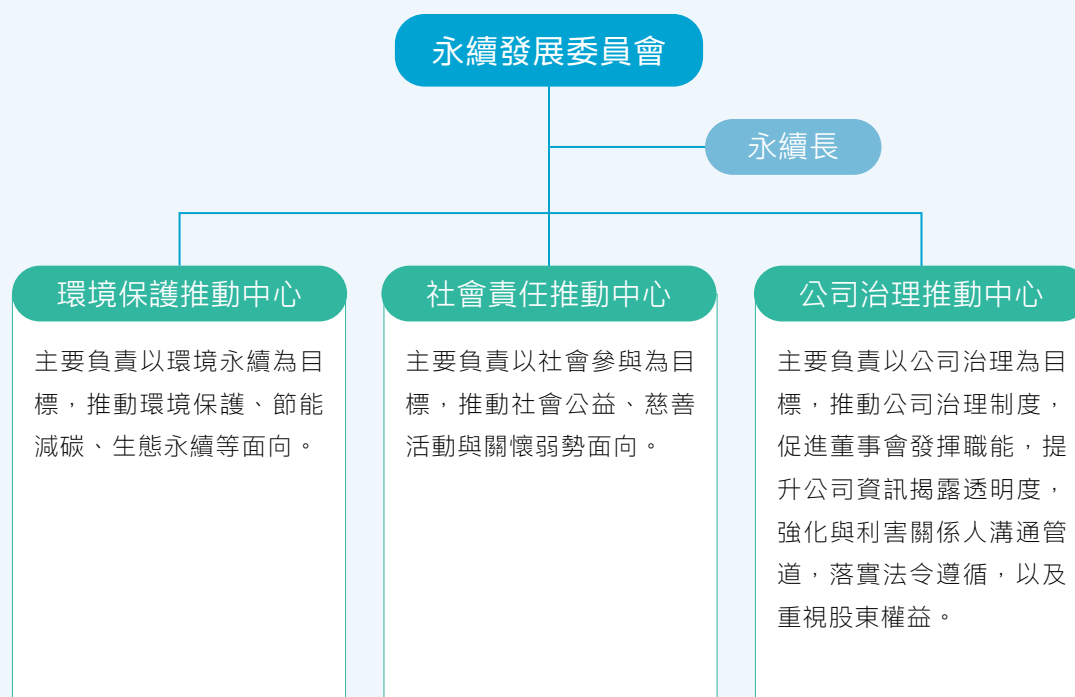 永續發展委員會
永續長
環境保護推動中心
主要負責以環境永續為目
標，推動環境保護、節能
減碳、生態永續等面向。
社會責任推動中心
主要負責以社會參與為目
標，推動社會公益、慈善
活動與關懷弱勢面向。
公司治理推動中心
主要負責以公司治理為目
標，推動公司治理制度，
促進董事會發揮職能，提
升公司資訊揭露透明度，
強化與利害關係人溝通管
道，落實法令遵循，以及
重視股東權益。